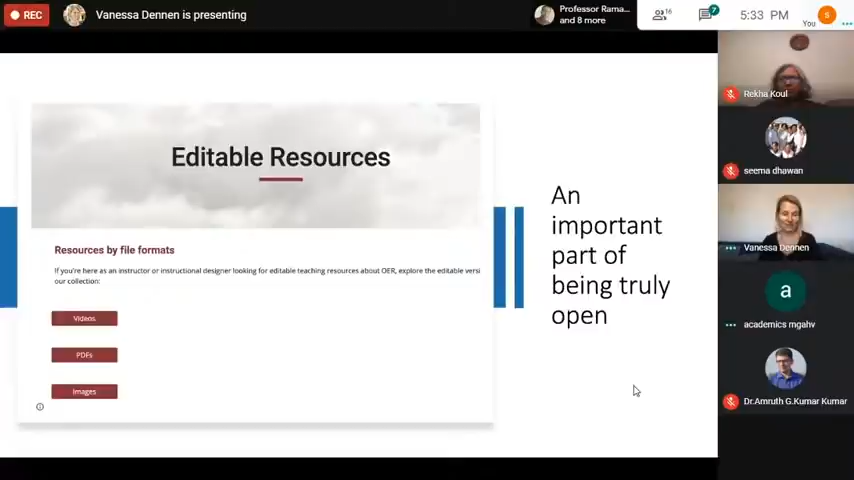 REC
Vanessa Dennen is presenting
Professor Rama...
and 8 more
16
7
5:33 PM
You
S
Editable Resources
Resources by file formats
If you're here as an instructor or instructional designer looking for editable teaching resources about OER, explore the editable versi
our collection:
Videos
PDFs
Images
An
important
part of
being truly
open
Rekha Koul
seema dhawan
Vanessa Dennen
a
academics mgahv
Dr.Amruth G.Kumar Kumar